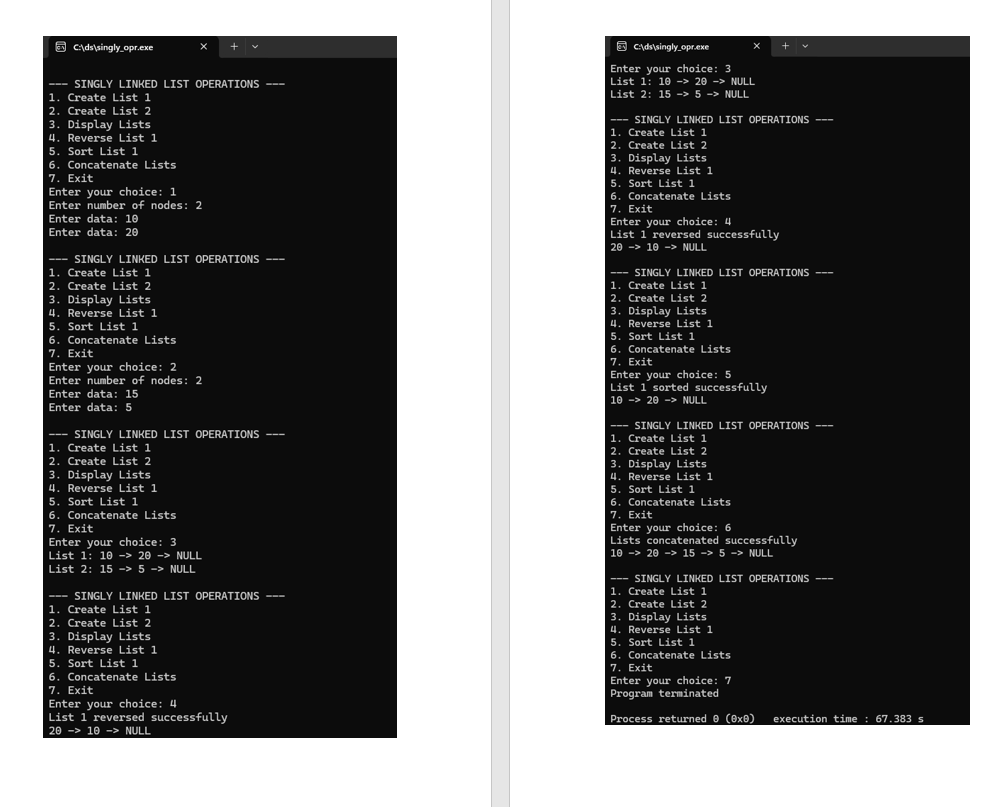 C:\ds\singly_opr.exe
--- SINGLY LINKED LIST OPERATIONS ---
1. Create List 1
2. Create List 2
3. Display Lists
4. Reverse List 1
5. Sort List 1
6. Concatenate Lists
7. Exit
Enter your choice: 1
Enter number of nodes: 2
Enter data: 10
Enter data: 20
--- SINGLY LINKED LIST OPERATIONS ---
1. Create List 1
2. Create List 2
3. Display Lists
4. Reverse List 1
5. Sort List 1
6. Concatenate Lists
7. Exit
Enter your choice: 2
Enter number of nodes: 2
Enter data: 15
Enter data: 5
--- SINGLY LINKED LIST OPERATIONS ---
1. Create List 1
2. Create List 2
3. Display Lists
4. Reverse List 1
5. Sort List 1
6. Concatenate Lists
7. Exit
Enter your choice: 3
List 1: 10 -> 20 -> NULL
List 2: 15 -> 5 -> NULL
--- SINGLY LINKED LIST OPERATIONS ---
1. Create List 1
2. Create List 2
3. Display Lists
4. Reverse List 1
5. Sort List 1
6. Concatenate Lists
7. Exit
Enter your choice: 4
List 1 reversed successfully
20 -> 10 -> NULL
C:\ds\singly_opr.exe
Enter your choice: 3
List 1: 10 -> 20 -> NULL
List 2: 15 -> 5 -> NULL
--- SINGLY LINKED LIST OPERATIONS ---
1. Create List 1
2. Create List 2
3. Display Lists
4. Reverse List 1
5. Sort List 1
6. Concatenate Lists
7. Exit
Enter your choice: 4
List 1 reversed successfully
20 -> 10 -> NULL
--- SINGLY LINKED LIST OPERATIONS ---
1. Create List 1
2. Create List 2
3. Display Lists
4. Reverse List 1
5. Sort List 1
6. Concatenate Lists
7. Exit
Enter your choice: 5
List 1 sorted successfully
10 -> 20 -> NULL
--- SINGLY LINKED LIST OPERATIONS ---
1. Create List 1
2. Create List 2
3. Display Lists
4. Reverse List 1
5. Sort List 1
6. Concatenate Lists
7. Exit
Enter your choice: 6
Lists concatenated successfully
10 -> 20 -> 15 -> 5 -> NULL
--- SINGLY LINKED LIST OPERATIONS ---
1. Create List 1
2. Create List 2
3. Display Lists
4. Reverse List 1
5. Sort List 1
6. Concatenate Lists
7. Exit
Enter your choice: 7
Program terminated
Process returned 0 (0x0)   execution time : 67.383 s